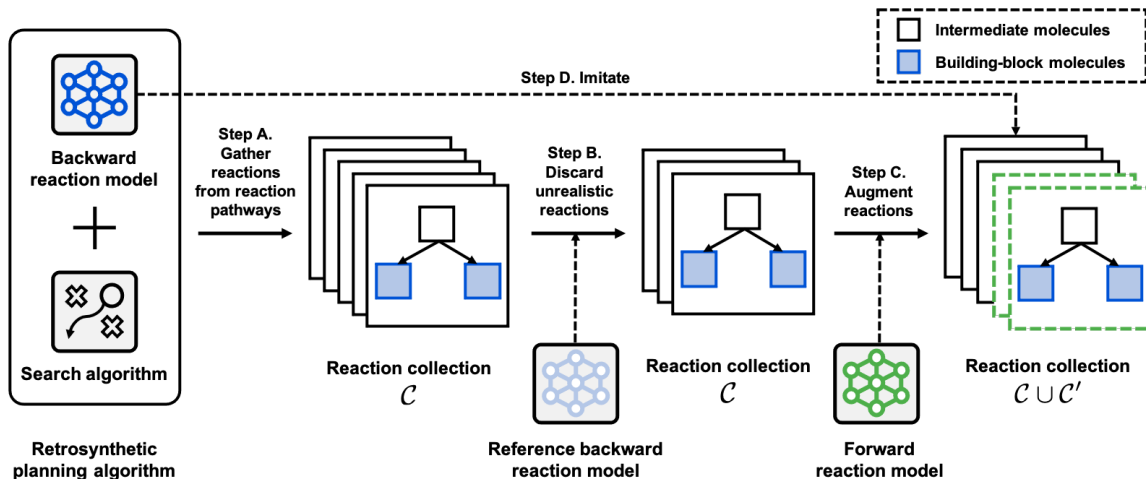 Intermediate molecules
Building-block molecules
Step D. Imitate
Backward
reaction model
Search algorithm
Retrosynthetic
planning algorithm
Step A.
Gather
reactions
from reaction
pathways
Reaction collection
𝒞
Step B.
Discard
unrealistic
reactions
Reference backward
reaction model
Reaction collection
𝒞
Step C.
Augment
reactions
Forward
reaction model
Reaction collection
𝒞 ∪ 𝒞′